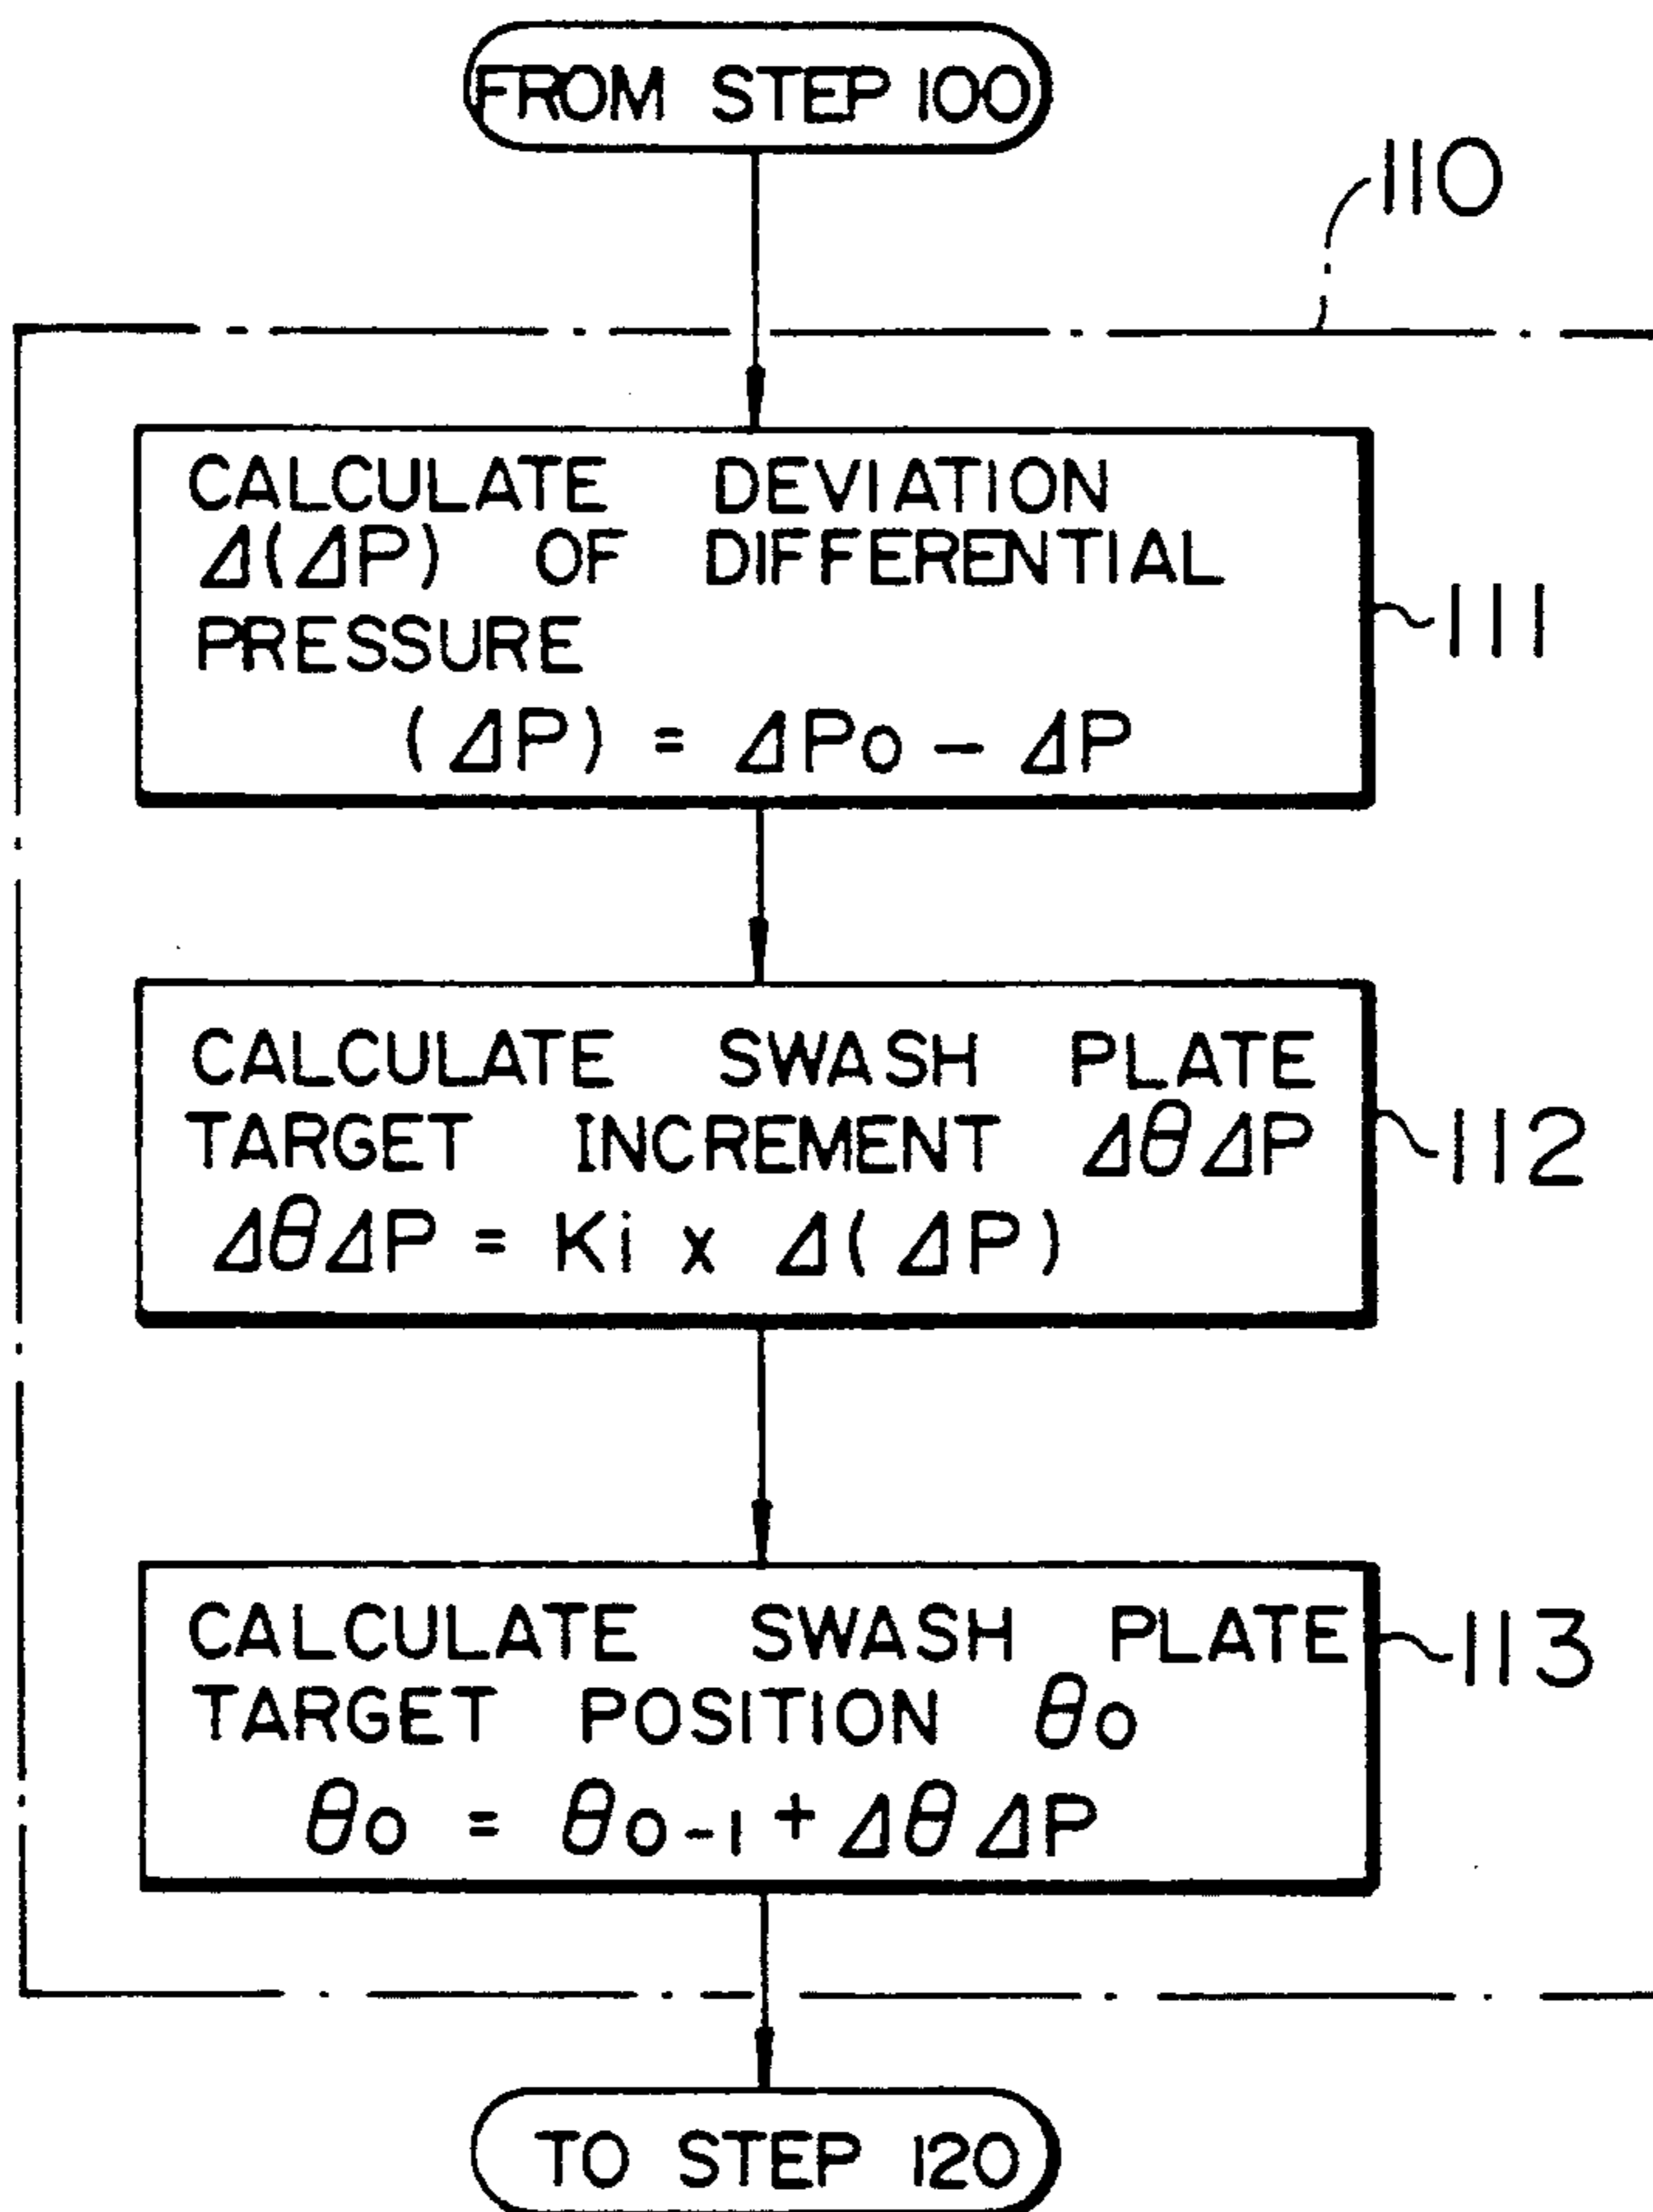 FROM STEP 100
110
CALCULATE DEVIATION
Δ(ΔP) OF DIFFERENTIAL
PRESSURE
(ΔP) = ΔPo - ΔP
111
CALCULATE SWASH PLATE
TARGET INCREMENT ΔθΔP
ΔθΔP = Ki x Δ(ΔP)
112
CALCULATE SWASH PLATE
TARGET POSITION θo
θo = θo-1 + ΔθΔP
113
TO STEP 120